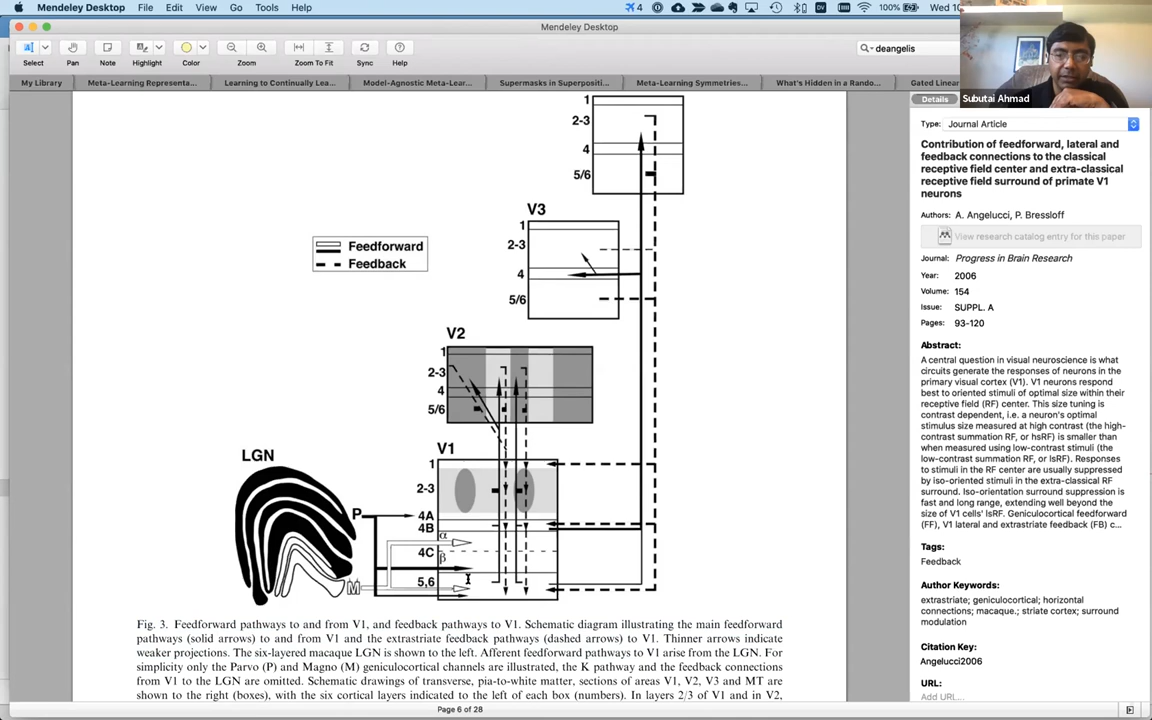 Mendeley Desktop File Edit View Go Tools Help 4 100% Wed 10
Mendeley Desktop
Select Pan Note Highlight Color Zoom Zoom To Fit Sync Help
deangelis
My Library Meta-Learning Representa... Learning to Continually Lea... Model-Agnostic Meta-Lear... Supermasks in Superpositi... Meta-Learning Symmetries... What's Hidden in a Rando... Gated Linear
Subutai Ahmad
1
2-3
4
5/6
V3
1
2-3
4
5/6
Feedforward
Feedback
V2
1
2-3
4
5/6
LGN
P
M
V1
1
2-3
4A
4B
α
4C
β
5,6
Fig. 3. Feedforward pathways to and from V1, and feedback pathways to V1. Schematic diagram illustrating the main feedforward
pathways (solid arrows) to and from V1 and the extrastriate feedback pathways (dashed arrows) to V1. Thinner arrows indicate
weaker projections. The six-layered macaque LGN is shown to the left. Afferent feedforward pathways to V1 arise from the LGN. For
simplicity only the Parvo (P) and Magno (M) geniculocortical channels are illustrated, the K pathway and the feedback connections
from V1 to the LGN are omitted. Schematic drawings of transverse, pia-to-white matter, sections of areas V1, V2, V3 and MT are
shown to the right (boxes), with the six cortical layers indicated to the left of each box (numbers). In layers 2/3 of V1 and in V2,
Page 6 of 28
Details
Type: Journal Article
Contribution of feedforward, lateral and
feedback connections to the classical
receptive field center and extra-classical
receptive field surround of primate V1
neurons
Authors: A. Angelucci, P. Bressloff
View research catalog entry for this paper
Journal: Progress in Brain Research
Year: 2006
Volume: 154
Issue: SUPPL. A
Pages: 93-120
Abstract:
A central question in visual neuroscience is what
circuits generate the responses of neurons in the
primary visual cortex (V1). V1 neurons respond
best to oriented stimuli of optimal size within their
receptive field (RF) center. This size tuning is
contrast dependent, i.e. a neuron's optimal
stimulus size measured at high contrast (the high-
contrast summation RF, or hsRF) is smaller than
when measured using low-contrast stimuli (the
low-contrast summation RF, or lsRF). Responses
to stimuli in the RF center are usually suppressed
by iso-oriented stimuli in the extra-classical RF
surround. Iso-orientation surround suppression is
fast and long range, extending well beyond the
size of V1 cells' lsRF. Geniculocortical feedforward
(FF), V1 lateral and extrastriate feedback (FB) c...
Tags:
Feedback
Author Keywords:
extrastriate; geniculocortical; horizontal
connections; macaque.; striate cortex; surround
modulation
Citation Key:
Angelucci2006
URL:
Add URL...